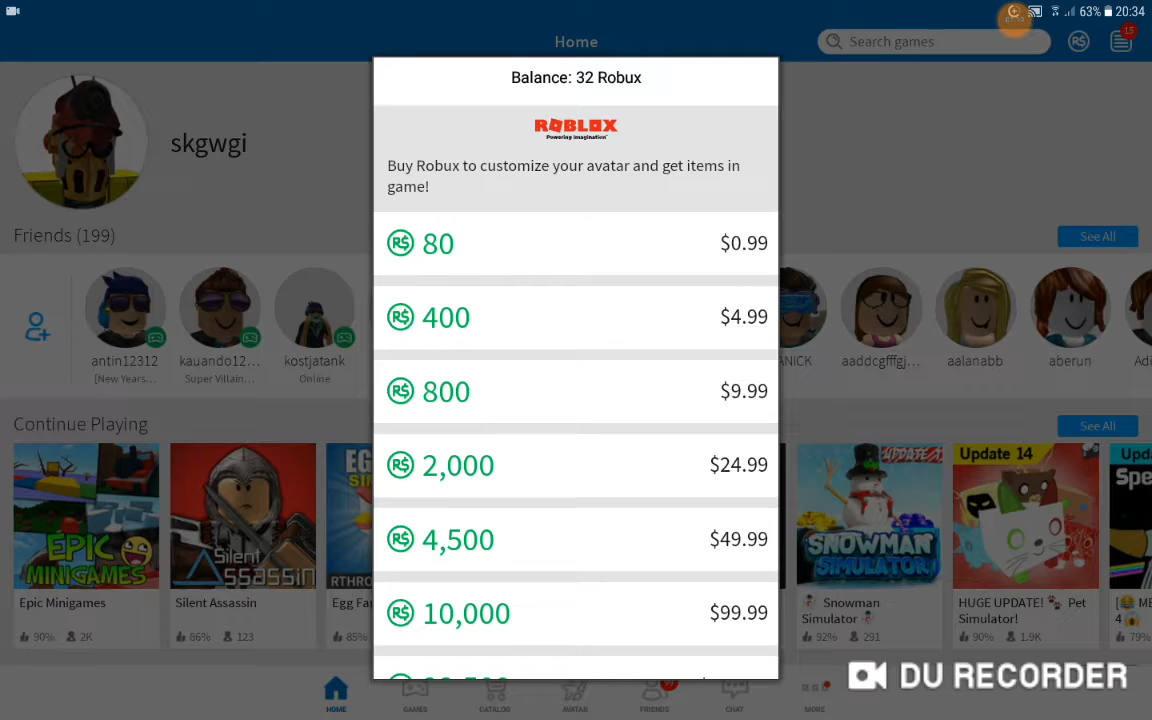 63% 20:34
Home
Search games
15
Balance: 32 Robux
ROBLOX
Powering Imagination
Buy Robux to customize your avatar and get items in
game!
R$ 80 $0.99
R$ 400 $4.99
R$ 800 $9.99
R$ 2,000 $24.99
R$ 4,500 $49.99
R$ 10,000 $99.99
skgwgi
Friends (199)
See All
antin12312
[New Years...
kauando12...
Super Villain...
kostjatank
Online
ANICK
aaddcgfffgj...
aalanabb
aberun
Continue Playing
See All
EPIC
MINIGAMES
Epic Minigames
90% 2K
Silent
Assassin
Silent Assassin
86% 123
Egg Fa
85%
SNOWMAN
SIMULATOR
Snowman
Simulator
92% 291
Update 14
HUGE UPDATE! 🐾 Pet
Simulator!
90% 1.9K
79%
HOME
GAMES
CATALOG
AVATAR
FRIENDS
CHAT
MORE
DU RECORDER